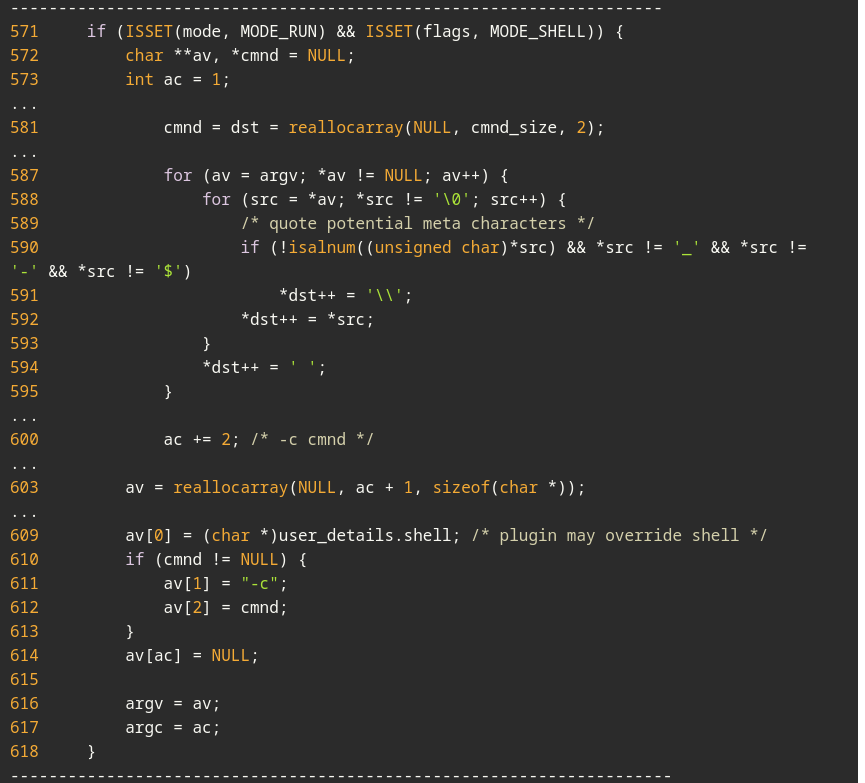 --------------------------------------------------------------------
571     if (ISSET(mode, MODE_RUN) && ISSET(flags, MODE_SHELL)) {
572         char **av, *cmnd = NULL;
573         int ac = 1;
...
581             cmnd = dst = reallocarray(NULL, cmnd_size, 2);
...
587             for (av = argv; *av != NULL; av++) {
588                 for (src = *av; *src != '\0'; src++) {
589                     /* quote potential meta characters */
590                     if (!isalnum((unsigned char)*src) && *src != '_' && *src !=
'-' && *src != '$')
591                         *dst++ = '\\';
592                     *dst++ = *src;
593                 }
594                 *dst++ = ' ';
595             }
...
600             ac += 2; /* -c cmnd */
...
603         av = reallocarray(NULL, ac + 1, sizeof(char *));
...
609         av[0] = (char *)user_details.shell; /* plugin may override shell */
610         if (cmnd != NULL) {
611             av[1] = "-c";
612             av[2] = cmnd;
613         }
614         av[ac] = NULL;
615
616         argv = av;
617         argc = ac;
618     }
---------------------------------------------------------------------